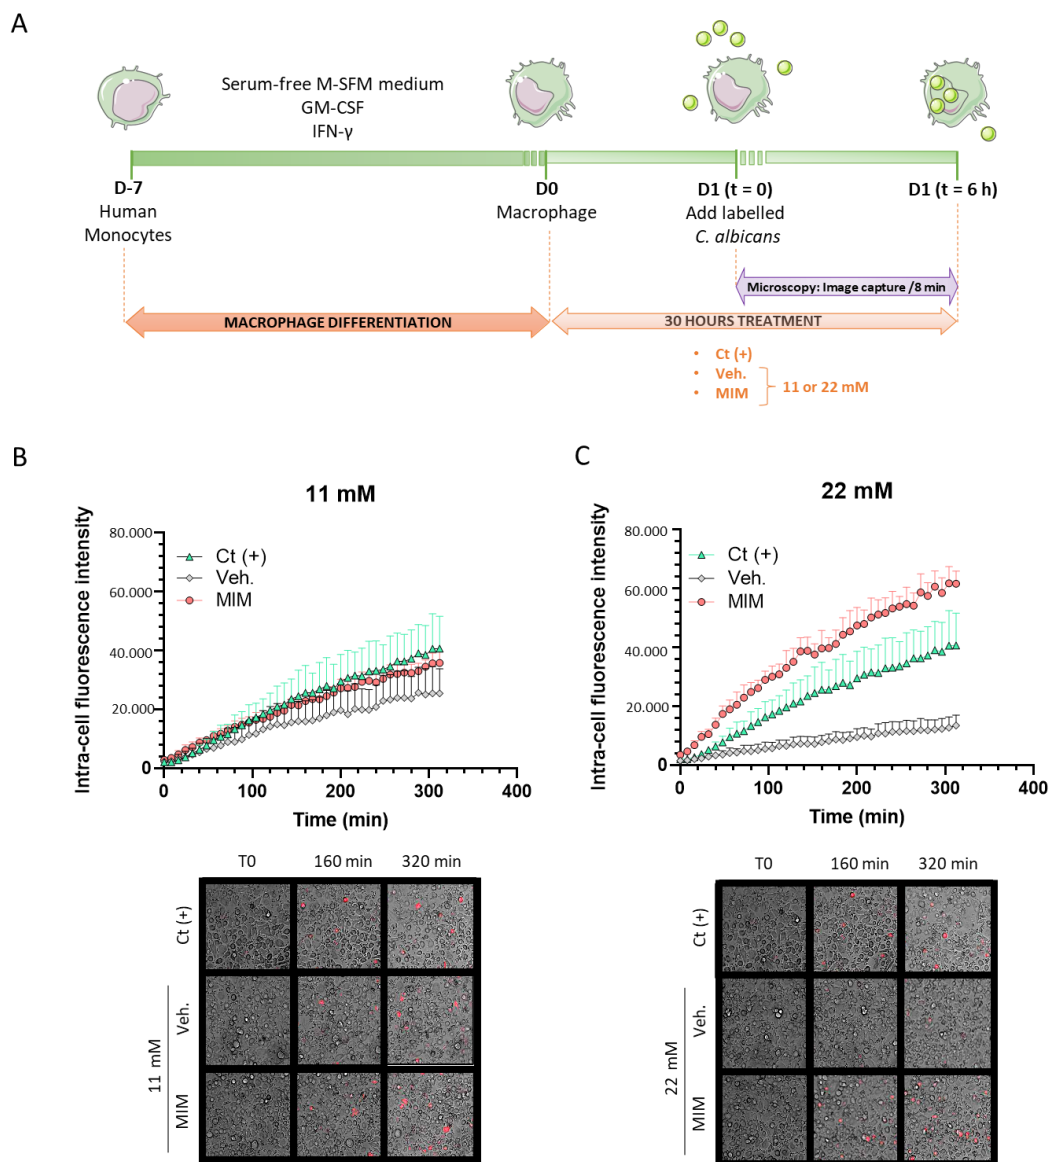 A
Serum-free M-SFM medium
GM-CSF
IFN-γ
D-7
Human
Monocytes
D0
Macrophage
D1 (t = 0)
Add labelled
C. albicans
D1 (t = 6 h)
Microscopy: Image capture /8 min
MACROPHAGE DIFFERENTIATION
30 HOURS TREATMENT
• Ct (+)
• Veh.
• MIM
11 or 22 mM
B
11 mM
Intra-cell fluorescence intensity
80.000
60.000
40.000
20.000
0
Ct (+)
Veh.
MIM
0 100 200 300 400
Time (min)
T0 160 min 320 min
Ct (+)
Veh.
MIM
11 mM
C
22 mM
Intra-cell fluorescence intensity
80.000
60.000
40.000
20.000
0
Ct (+)
Veh.
MIM
0 100 200 300 400
Time (min)
T0 160 min 320 min
Ct (+)
Veh.
MIM
22 mM